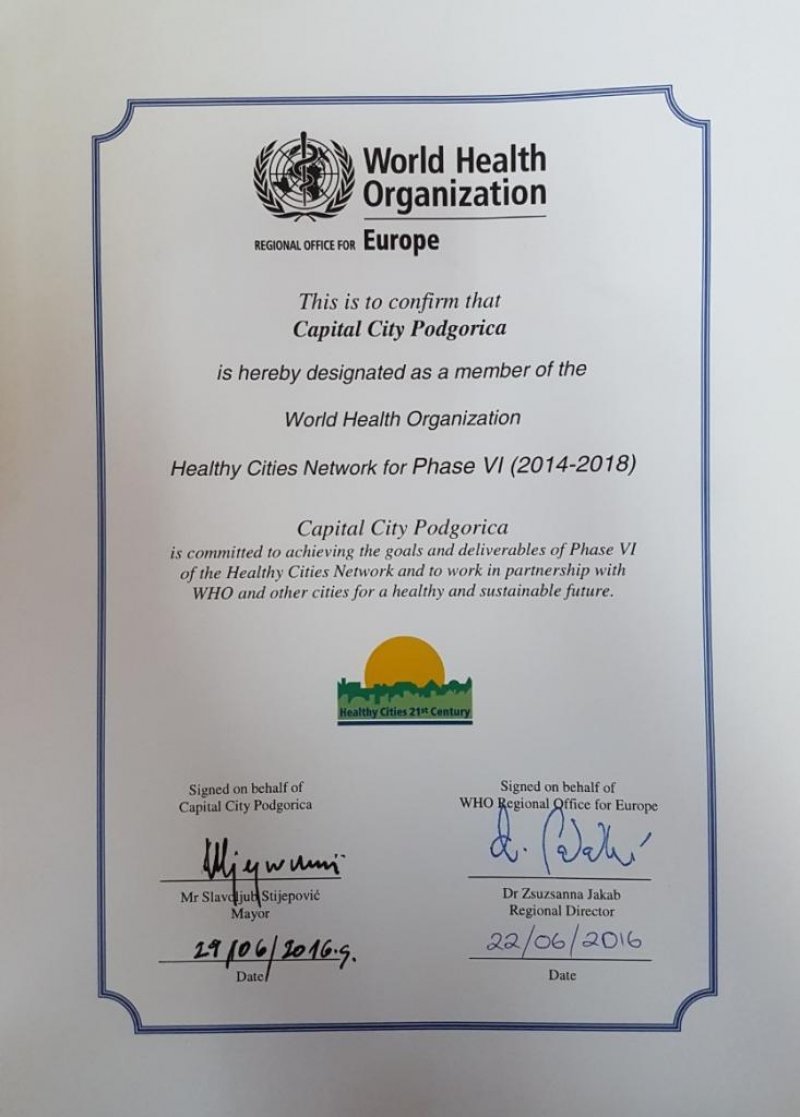 World Health
Organization
REGIONAL OFFICE FOR Europe
This is to confirm that
Capital City Podgorica
is hereby designated as a member of the
World Health Organization
Healthy Cities Network for Phase VI (2014-2018)
Capital City Podgorica
is committed to achieving the goals and deliverables of Phase VI
of the Healthy Cities Network and to work in partnership with
WHO and other cities for a healthy and sustainable future.
Healthy Cities 21st Century
Signed on behalf of
Capital City Podgorica
Mr Slavoljub Stijepović
Mayor
29/06/2016.g.
Date
Signed on behalf of
WHO Regional Office for Europe
Dr Zsuzsanna Jakab
Regional Director
22/06/2016
Date